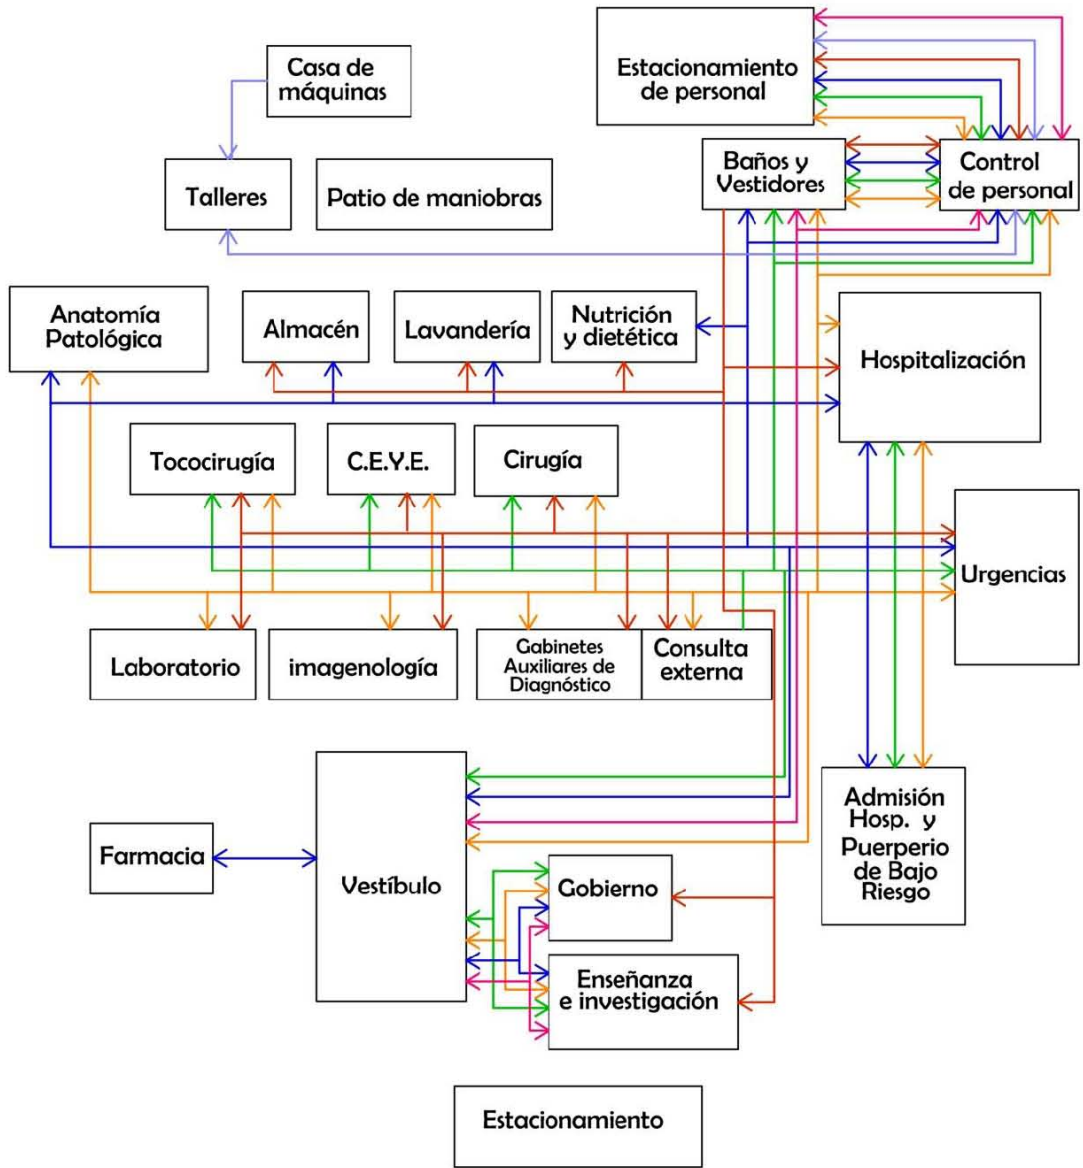 Estacionamiento
de personal
Casa de
máquinas
Baños y
Vestidores
Control
de personal
Talleres
Patio de maniobras
Anatomía
Patológica
Almacén
Lavandería
Nutrición
y dietética
Hospitalización
Tococirugía
C.E.Y.E.
Cirugía
Urgencias
Laboratorio
imagenología
Gabinetes
Auxiliares de
Diagnóstico
Consulta
externa
Admisión
Hosp. y
Puerperio
de Bajo
Riesgo
Farmacia
Vestíbulo
Gobierno
Enseñanza
e investigación
Estacionamiento